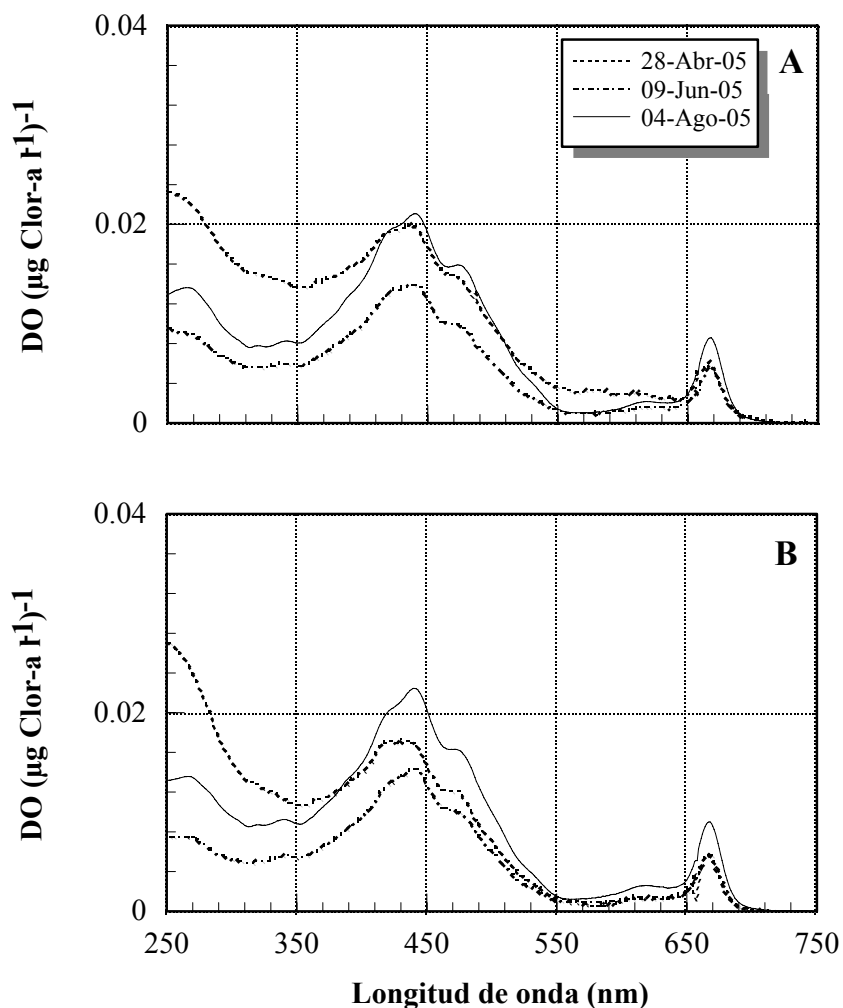 0.04
A
28-Abr-05
09-Jun-05
04-Ago-05
0.02
0
DO (µg Clor-a l-1)-1
0.04
B
0.02
0
DO (µg Clor-a l-1)-1
250 350 450 550 650 750
Longitud de onda (nm)